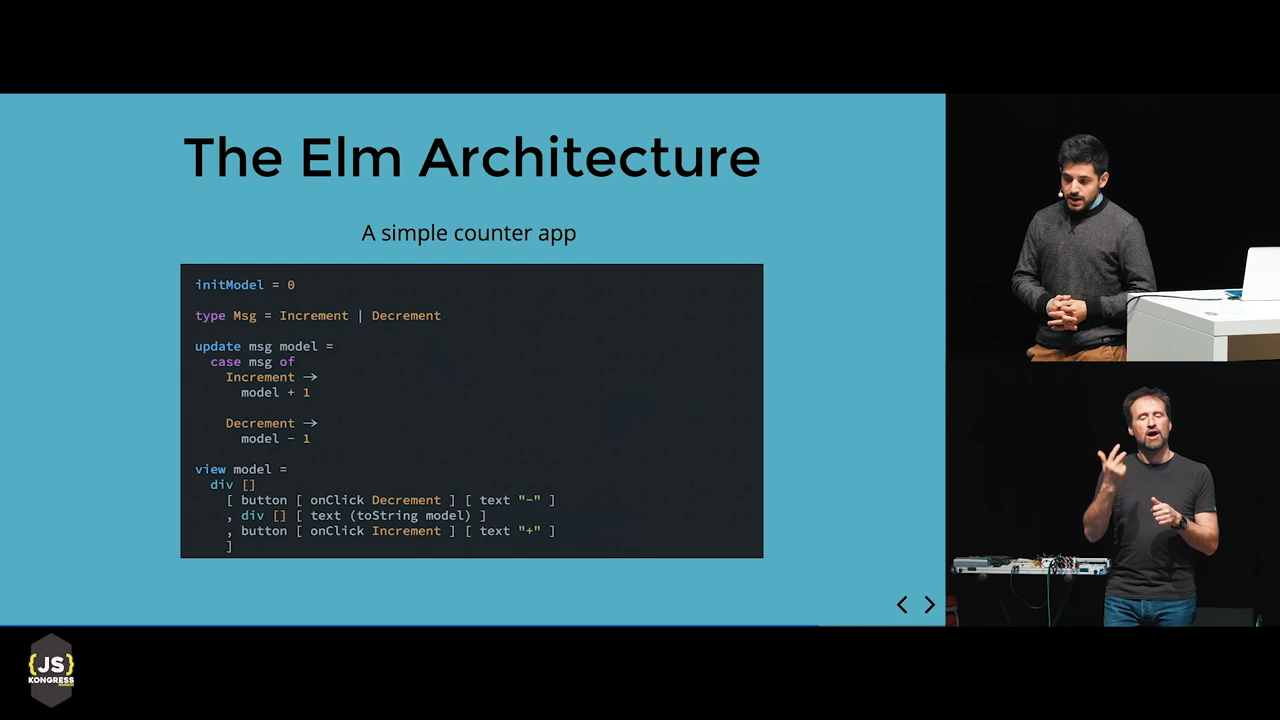 The Elm Architecture
A simple counter app
initModel = 0
type Msg = Increment | Decrement
update msg model =
case msg of
Increment →
model + 1
Decrement →
model - 1
view model =
div []
[ button [ onClick Decrement ] [ text "-" ]
, div [] [ text (toString model) ]
, button [ onClick Increment ] [ text "+" ]
]
{JS}
KONGRESS